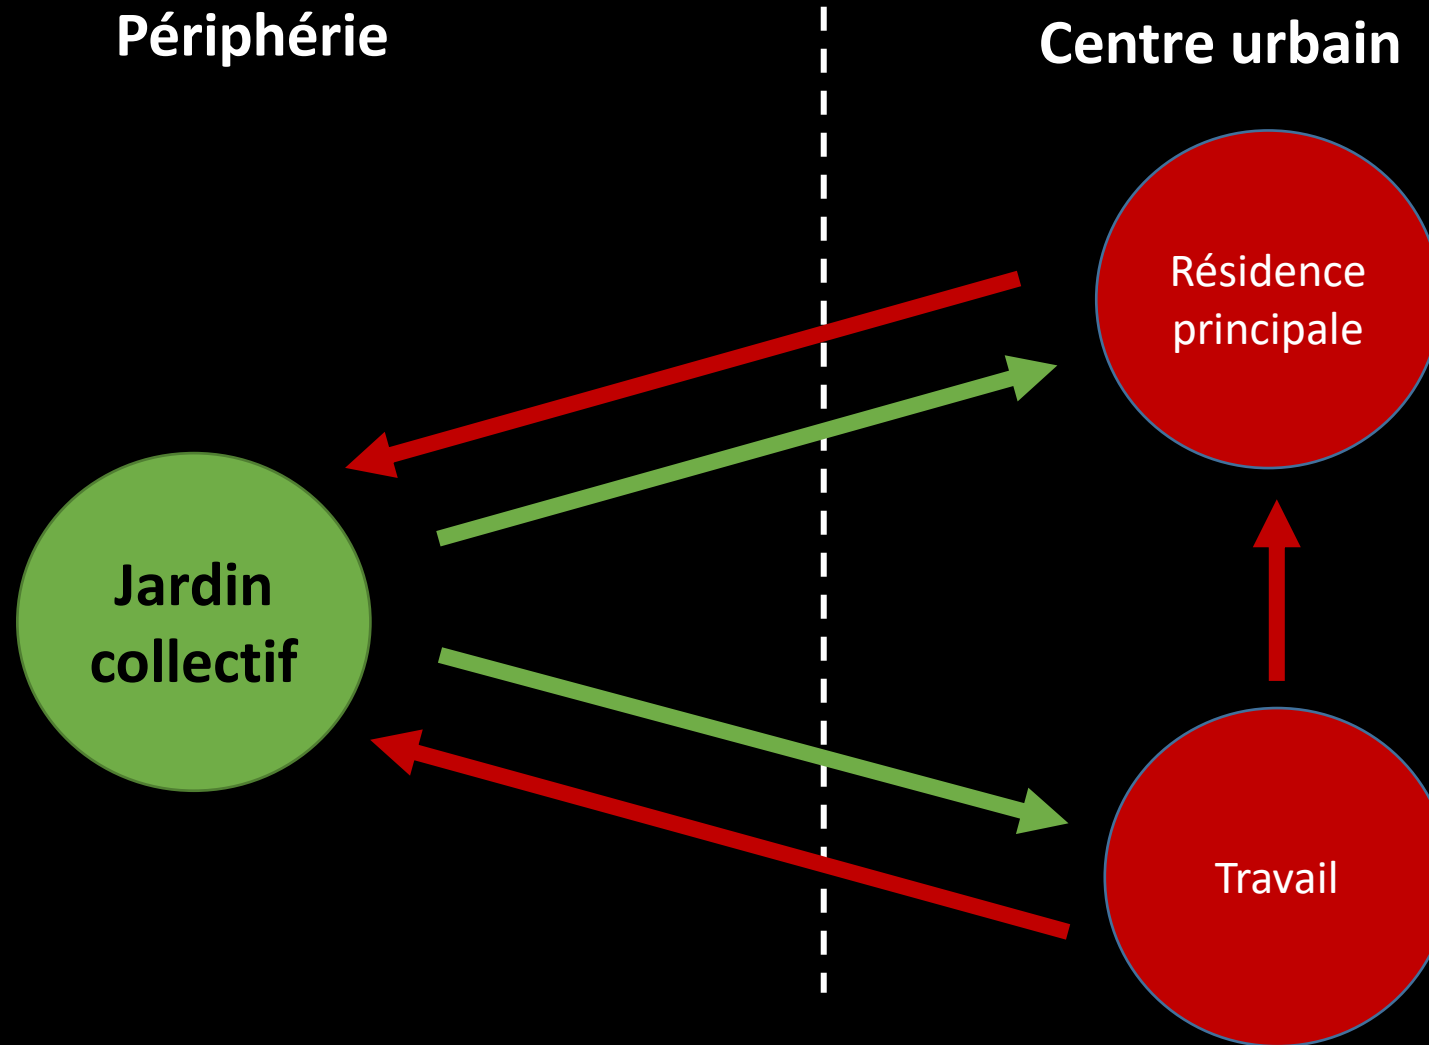 Périphérie
Centre urbain
Résidence
principale
Jardin
collectif
Travail